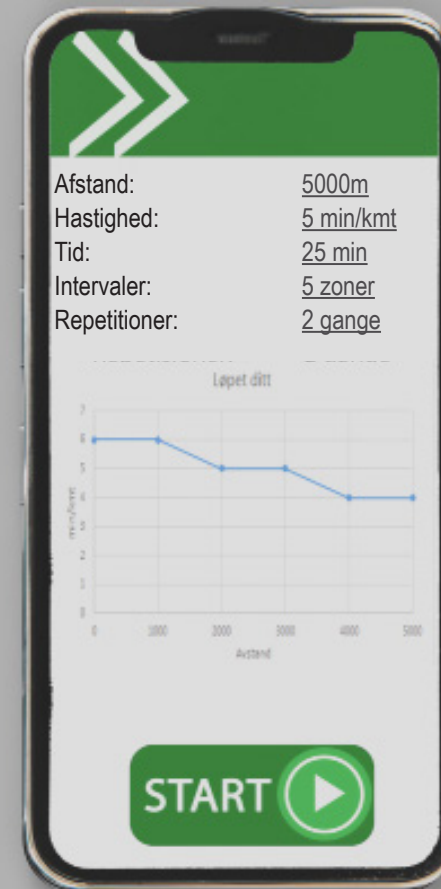 Afstand: 5000m
Hastighed: 5 min/kmt
Tid: 25 min
Intervaler: 5 zoner
Repetitioner: 2 gange
Løpet ditt
7
6
5
4
3
2
1
0
0 1000 2000 3000 4000 5000
Avstand
START